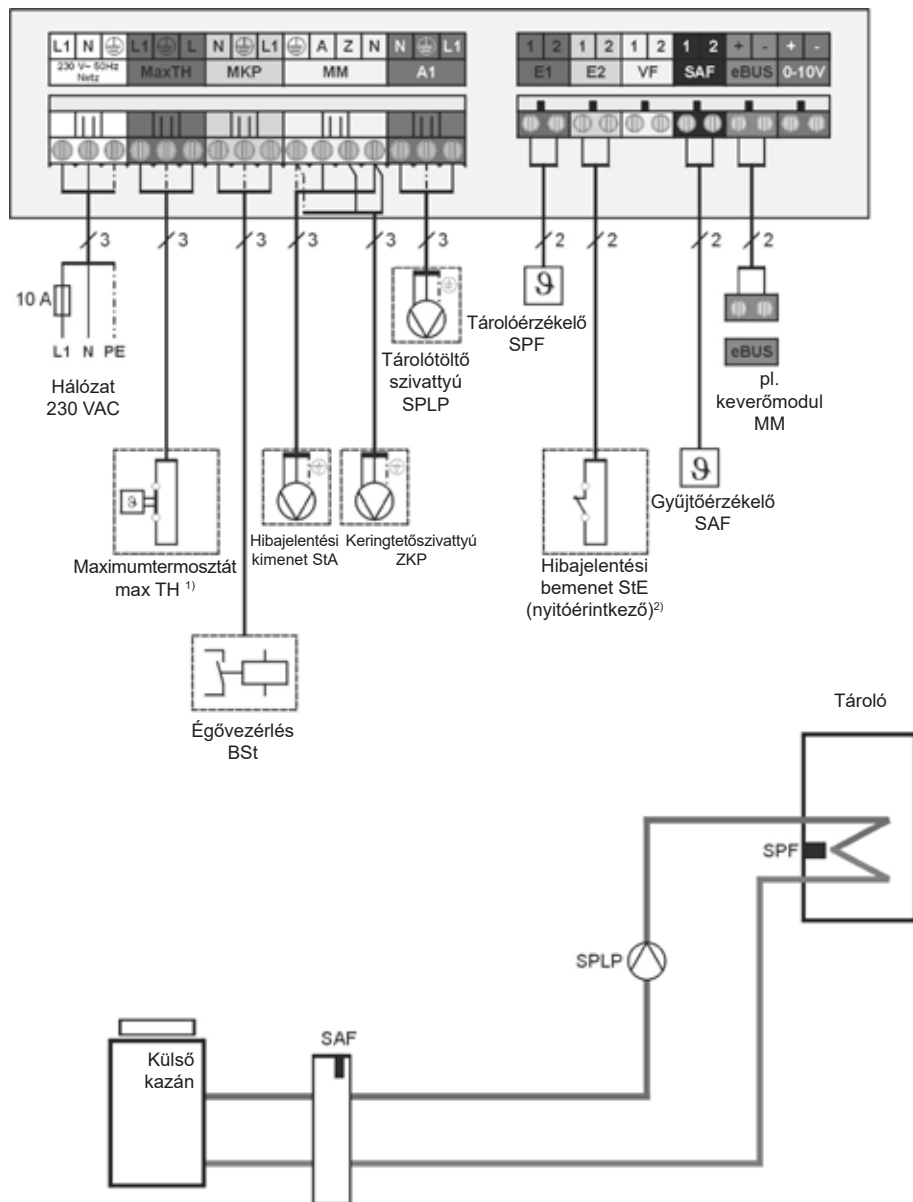 L1 N L1 L N L1 A Z N N L1
230 V~ 50Hz
Netz
MaxTH MKP MM A1
1 2 1 2 1 2 1 2 + - + -
E1 E2 VF SAF eBUS 0-10V
3 3 3 3 3 3 2 2 2 2
10 A
L1 N PE
Hálózat
230 VAC
Tárolótöltő
szivattyú
SPLP
ϑ
Tárolóérzékelő
SPF
eBUS
pl.
keverőmodul
MM
ϑ
Maximumtermosztát
max TH 1)
Hibajelentési
kimenet StA
Keringtetőszivattyú
ZKP
Hibajelentési
bemenet StE
(nyitóérintkező)2)
ϑ
Gyűjtőérzékelő
SAF
Égővezérlés
BSt
Tároló
SPF
SPLP
SAF
Külső
kazán